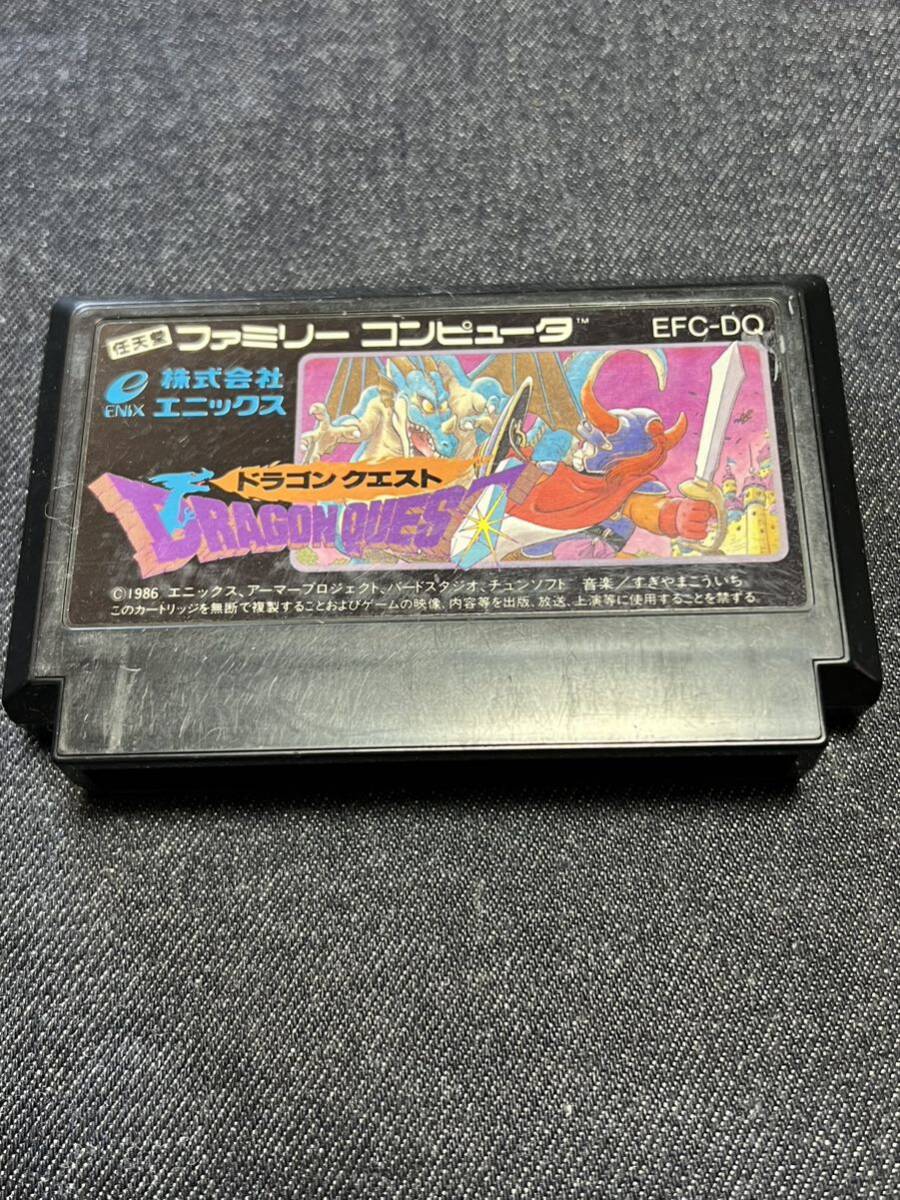 任天堂 ファミリー コンピュータ™ EFC-DQ
ENIX 株式会社
エニックス
ドラゴンクエスト
DRAGON QUEST
©1986 エニックス、アーマープロジェクト、バードスタジオ、チュンソフト 音楽／すぎやまこういち
このカートリッジを無断で複製することおよびゲームの映像、内容等を出版、放送、上演等に使用することを禁ずる。